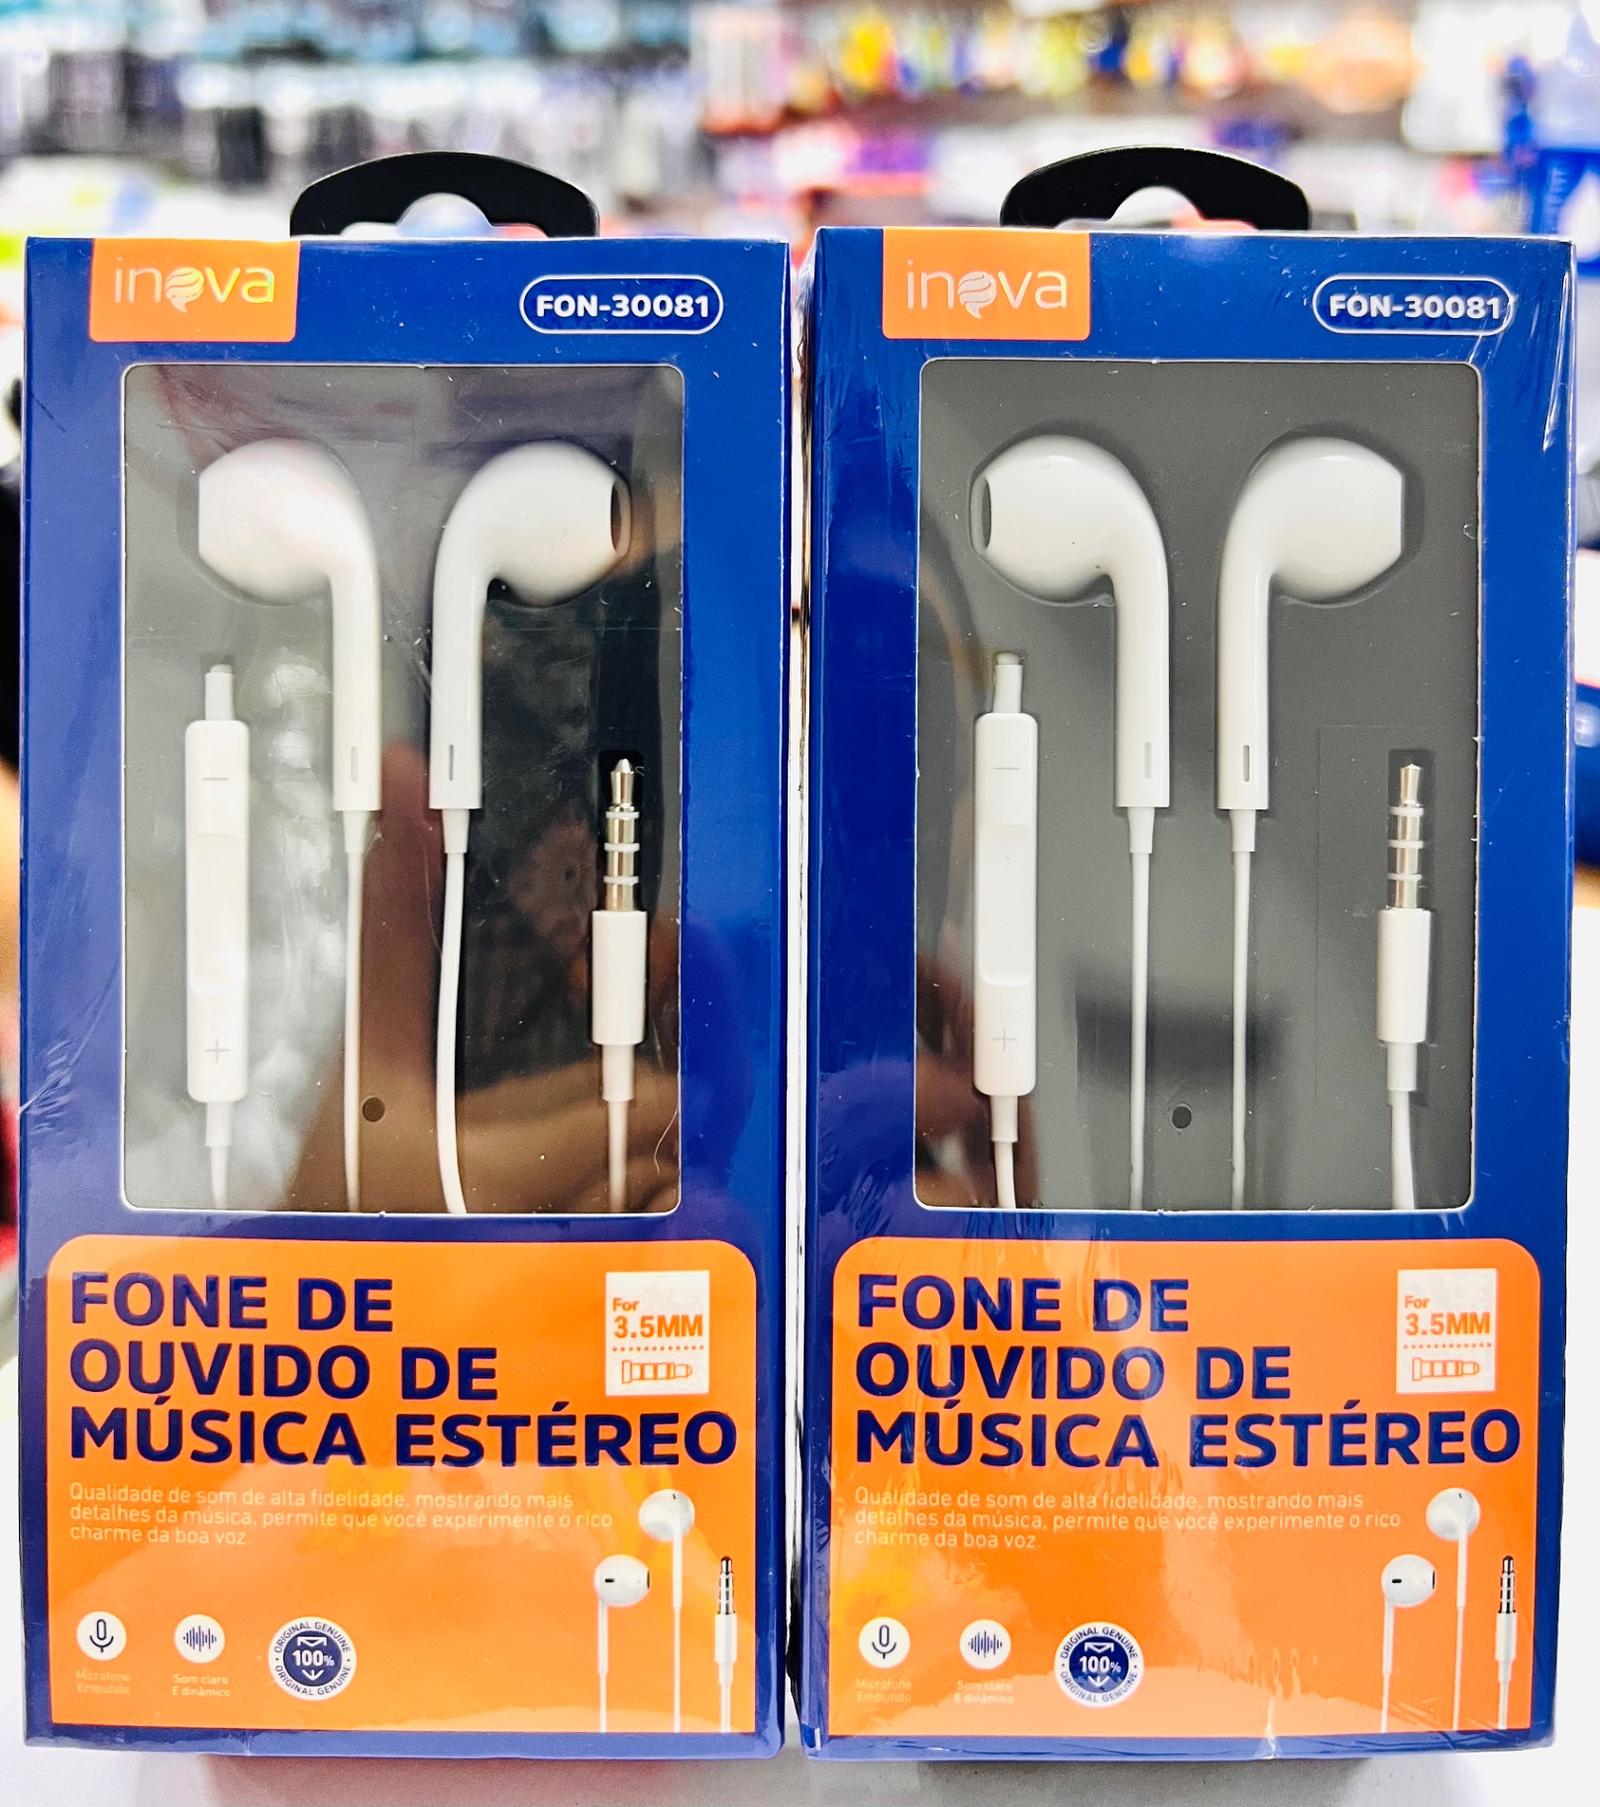 inova
FON-30081
FONE DE
OUVIDO DE
MÚSICA ESTÉREO
For
3.5MM
Qualidade de som de alta fidelidade, mostrando mais
detalhes da música, permite que você experimente o rico
charme da boa voz.
Microfone
Embutido
Som claro
E dinâmico
ORIGINAL GENUINE
100%
ORIGINAL GENUINE
inova
FON-30081
FONE DE
OUVIDO DE
MÚSICA ESTÉREO
For
3.5MM
Qualidade de som de alta fidelidade, mostrando mais
detalhes da música, permite que você experimente o rico
charme da boa voz.
Microfone
Embutido
Som claro
E dinâmico
ORIGINAL GENUINE
100%
ORIGINAL GENUINE